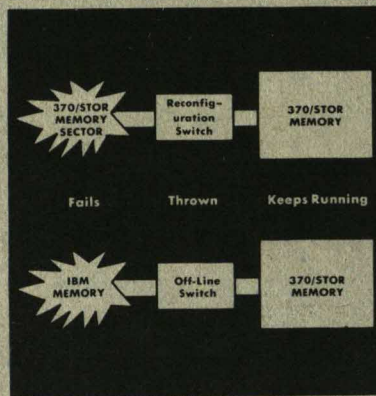 370/STOR
MEMORY
SECTOR
Reconfig-
uration
Switch
370/STOR
MEMORY
Fails
Thrown
Keeps Running
IBM
MEMORY
Off-Line
Switch
370/STOR
MEMORY